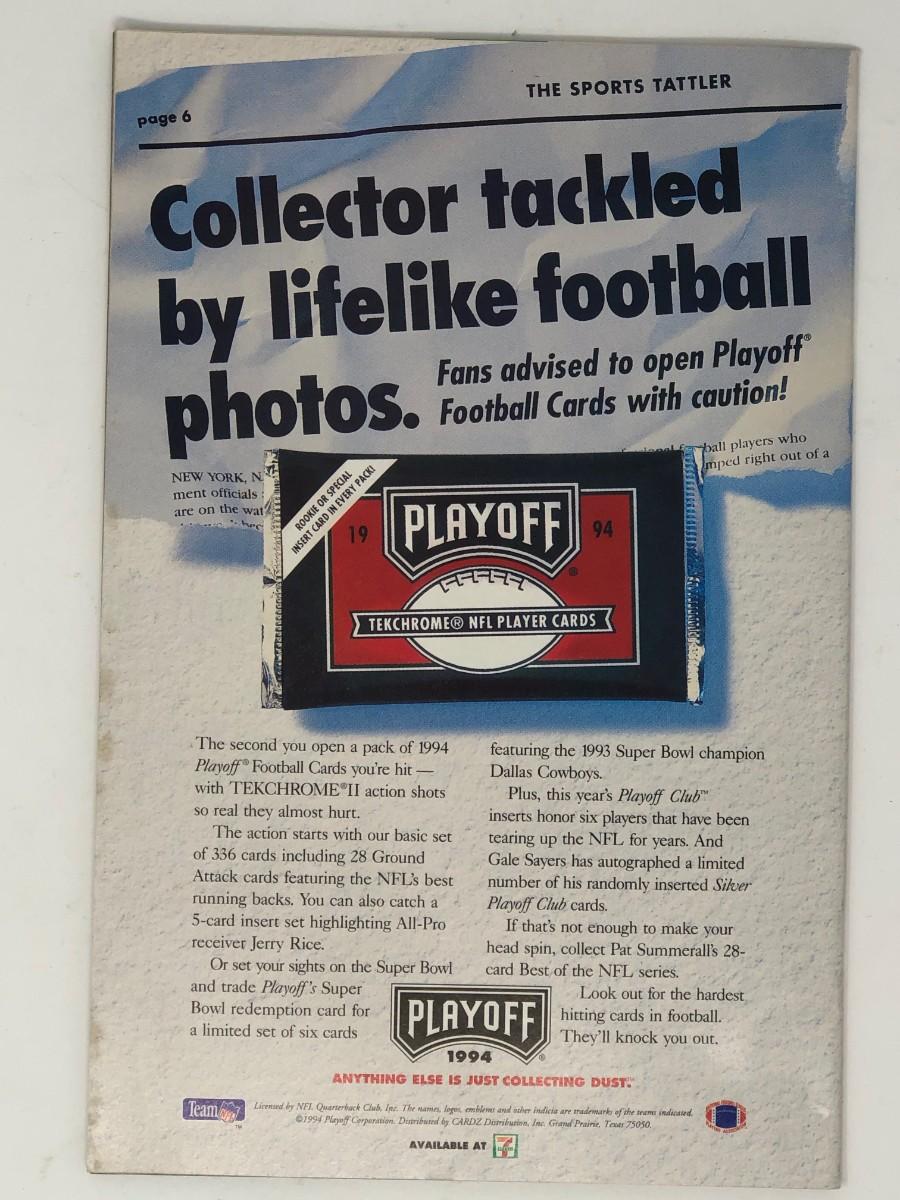 THE SPORTS TATTLER
page 6
Collector tackled
by lifelike football
photos.
Fans advised to open Playoff®
Football Cards with caution!
NEW YORK, N.
ment officials
are on the wat
ball players who
mped right out of a
ROOKIE OR SPECIAL
INSERT CARD IN EVERY PACK!
19 PLAYOFF 94
®
TEKCHROME® NFL PLAYER CARDS
The second you open a pack of 1994
Playoff® Football Cards you're hit —
with TEKCHROME®II action shots
so real they almost hurt.
The action starts with our basic set
of 336 cards including 28 Ground
Attack cards featuring the NFL's best
running backs. You can also catch a
5-card insert set highlighting All-Pro
receiver Jerry Rice.
Or set your sights on the Super Bowl
and trade Playoff's Super
Bowl redemption card for
a limited set of six cards
featuring the 1993 Super Bowl champion
Dallas Cowboys.
Plus, this year's Playoff Club™
inserts honor six players that have been
tearing up the NFL for years. And
Gale Sayers has autographed a limited
number of his randomly inserted Silver
Playoff Club cards.
If that's not enough to make your
head spin, collect Pat Summerall's 28-
card Best of the NFL series.
Look out for the hardest
hitting cards in football.
They'll knock you out.
PLAYOFF
1994 ®
ANYTHING ELSE IS JUST COLLECTING DUST.™
Team NFL ™
Licensed by NFL Quarterback Club, Inc. The names, logos, emblems and other indicia are trademarks of the teams indicated.
©1994 Playoff Corporation. Distributed by CARDZ Distribution, Inc. Grand Prairie, Texas 75050.
AVAILABLE AT 7 ELEVEN